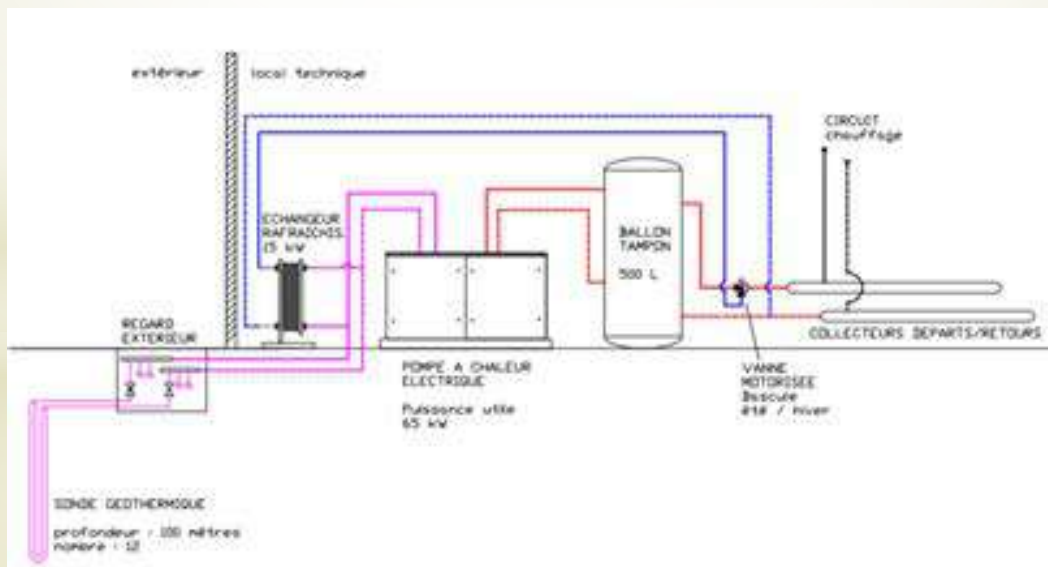 extérieur
local technique
CIRCUIT
chauffage
ECHANGEUR
RAFRAICHIS.
kW
BALLON
TAMPON
500 L
REGARD
EXTERIEUR
COLLECTEURS DEPARTS/RETOURS
POMPE A CHALEUR
ELECTRIQUE
Puissance utile
65 kW
VANNE
MOTORISEE
Bascule
été / hiver
SONDE GEOTHERMIQUE
profondeur : 100 mètres
nombre : 12